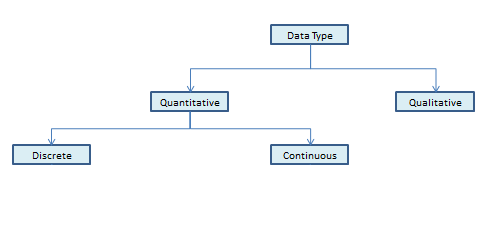 Data Type
Quantitative
Qualitative
Discrete
Continuous